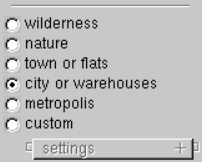 wilderness
nature
town or flats
city or warehouses
metropolis
custom
settings +